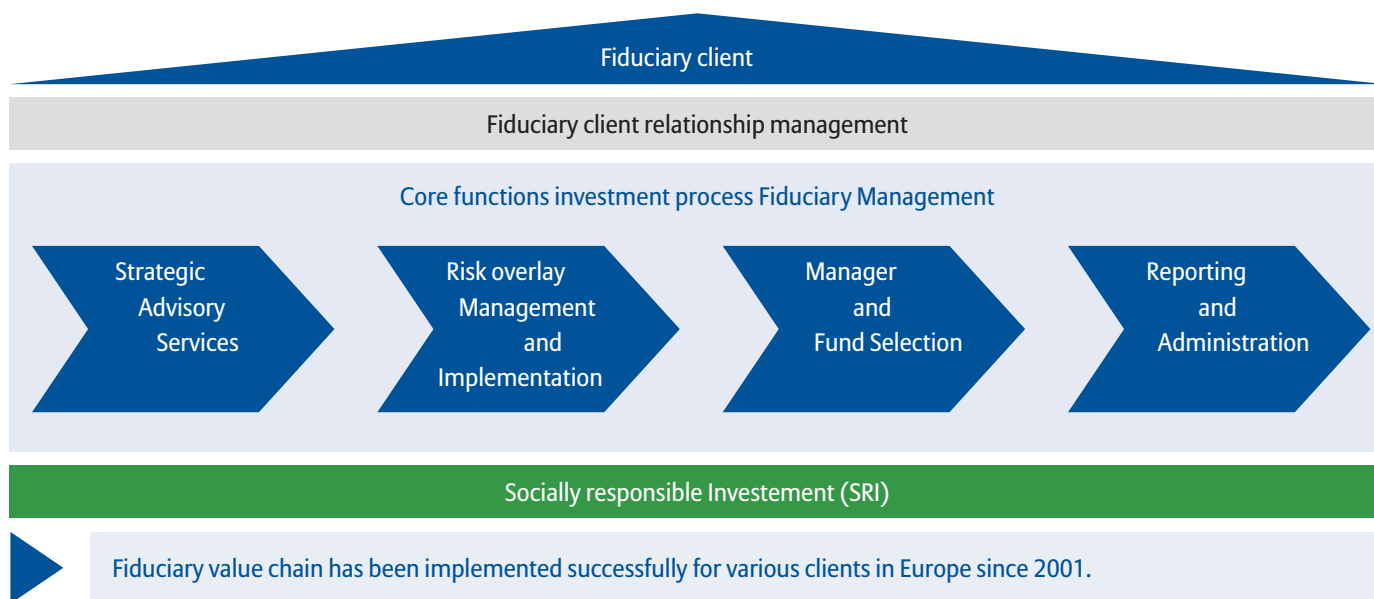 Fiduciary client
Fiduciary client relationship management
Core functions investment process Fiduciary Management
Strategic
Advisory
Services
Risk overlay
Management
and
Implementation
Manager
and
Fund Selection
Reporting
and
Administration
Socially responsible Investement (SRI)
Fiduciary value chain has been implemented successfully for various clients in Europe since 2001.